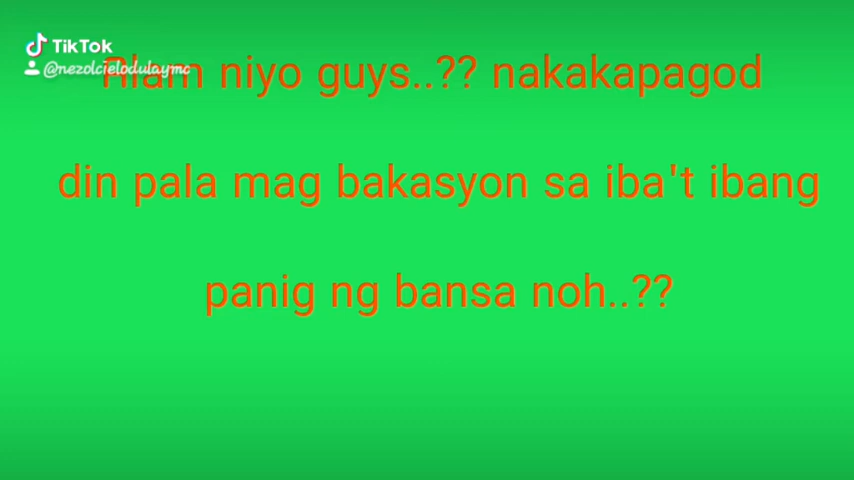 TikTok
@nezolcielodulaymc
Alam niyo guys..?? nakakapagod
din pala mag bakasyon sa iba't ibang
panig ng bansa noh..??